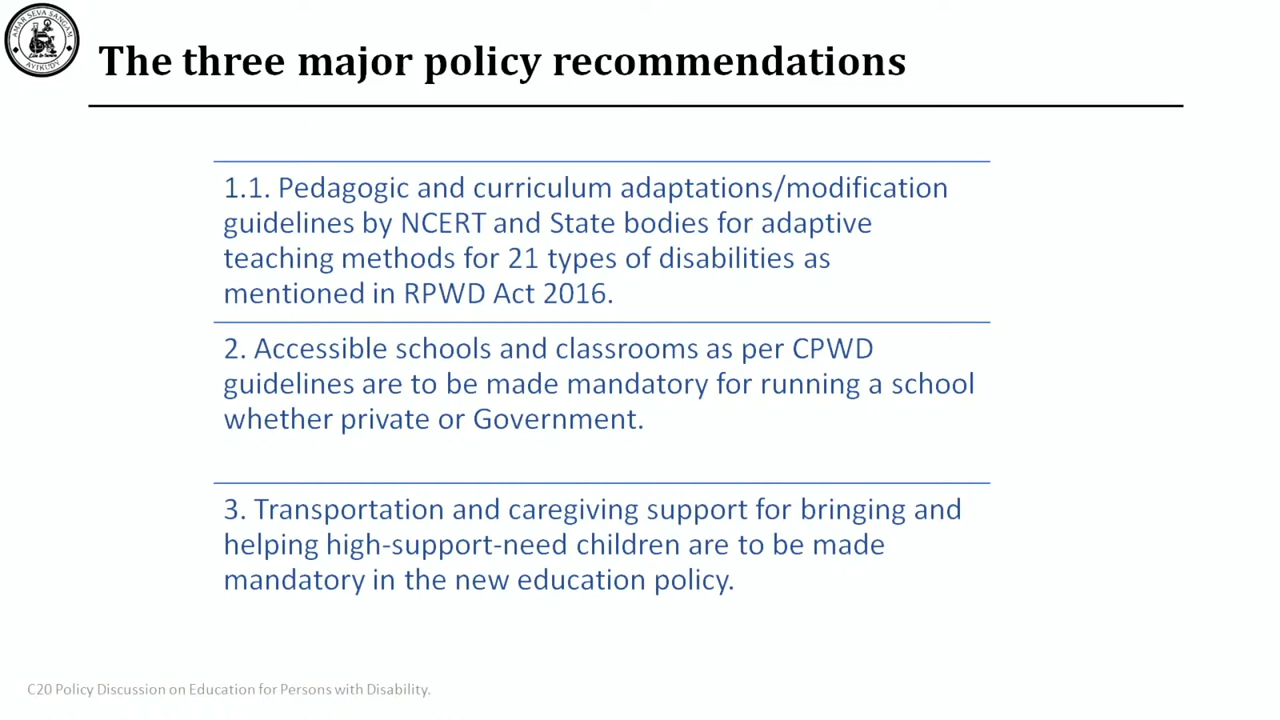 AMAR SEVA SANGAM
AYIKUDY
The three major policy recommendations
1.1. Pedagogic and curriculum adaptations/modification
guidelines by NCERT and State bodies for adaptive
teaching methods for 21 types of disabilities as
mentioned in RPWD Act 2016.
2. Accessible schools and classrooms as per CPWD
guidelines are to be made mandatory for running a school
whether private or Government.
3. Transportation and caregiving support for bringing and
helping high-support-need children are to be made
mandatory in the new education policy.
C20 Policy Discussion on Education for Persons with Disability.